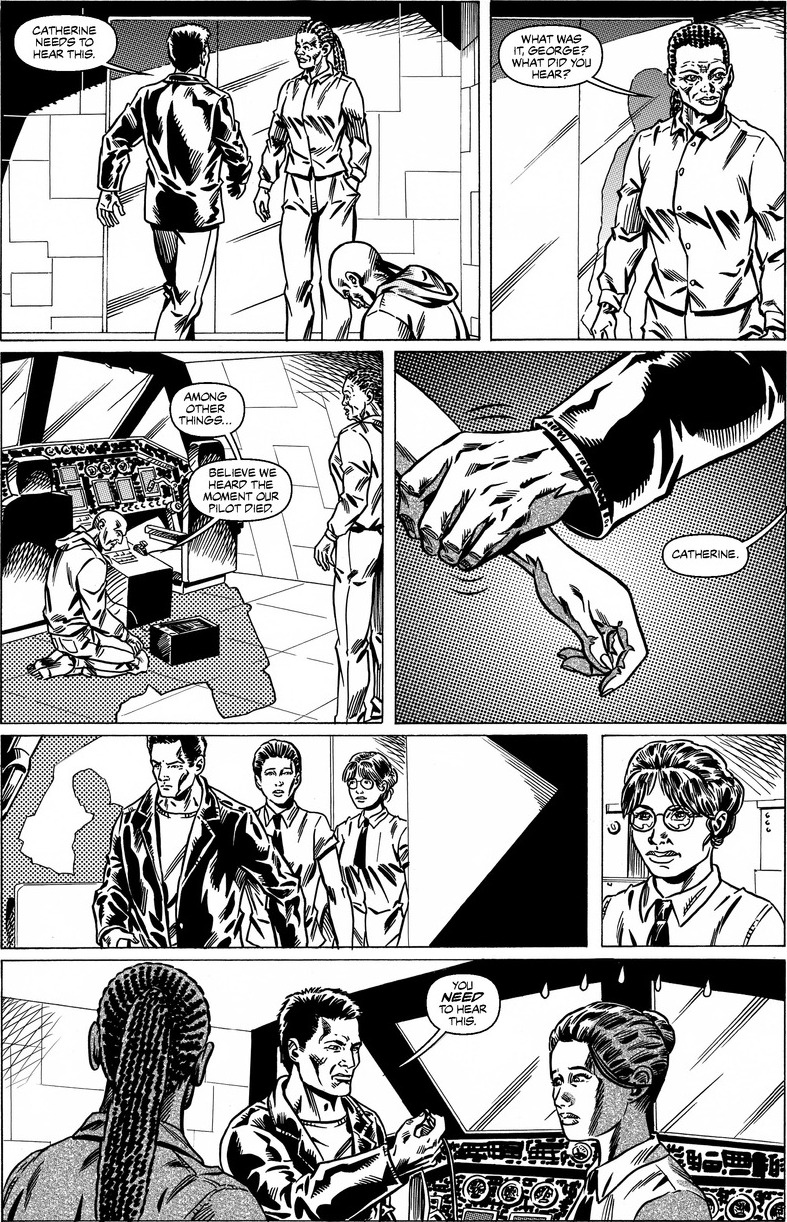 CATHERINE
NEEDS TO
HEAR THIS.
WHAT WAS
IT, GEORGE?
WHAT DID YOU
HEAR?
AMONG
OTHER
THINGS...
BELIEVE WE
HEARD THE
MOMENT OUR
PILOT DIED.
CATHERINE.
YOU
NEED
TO HEAR
THIS.